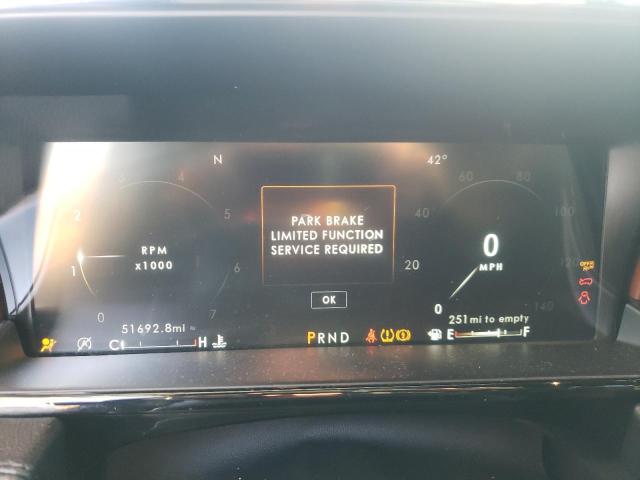 N
42°
3
4
60
80
PARK BRAKE
LIMITED FUNCTION
SERVICE REQUIRED
2
5
40
100
0
MPH
RPM
x1000
1
6
20
120
OK
0
7
0
140
51692.8mi
251 mi to empty
C
H
PRND
E
F